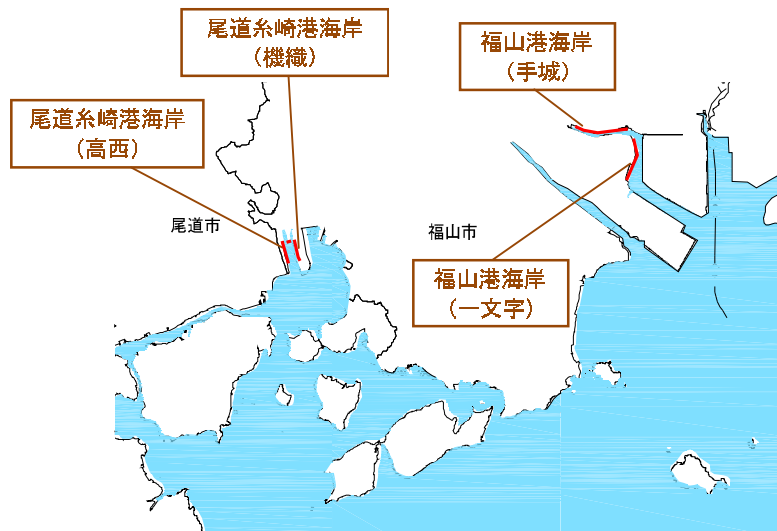 尾道糸崎港海岸
（機織）
福山港海岸
（手城）
尾道糸崎港海岸
（高西）
尾道市
福山市
福山港海岸
（一文字）